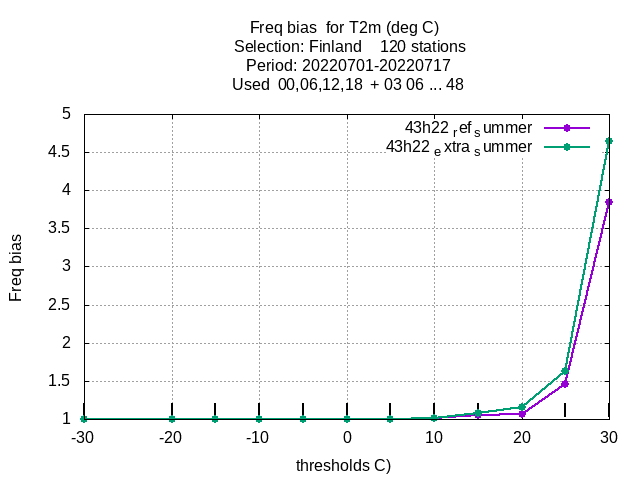 Freq bias for T2m (deg C)
Selection: Finland 120 stations
Period: 20220701-20220717
Used 00,06,12,18 + 03 06 ... 48
43h22 ref summer
43h22 extra summer
5
4.5
4
3.5
3
2.5
2
1.5
1
Freq bias
-30
-20
-10
0
10
20
30
thresholds C)